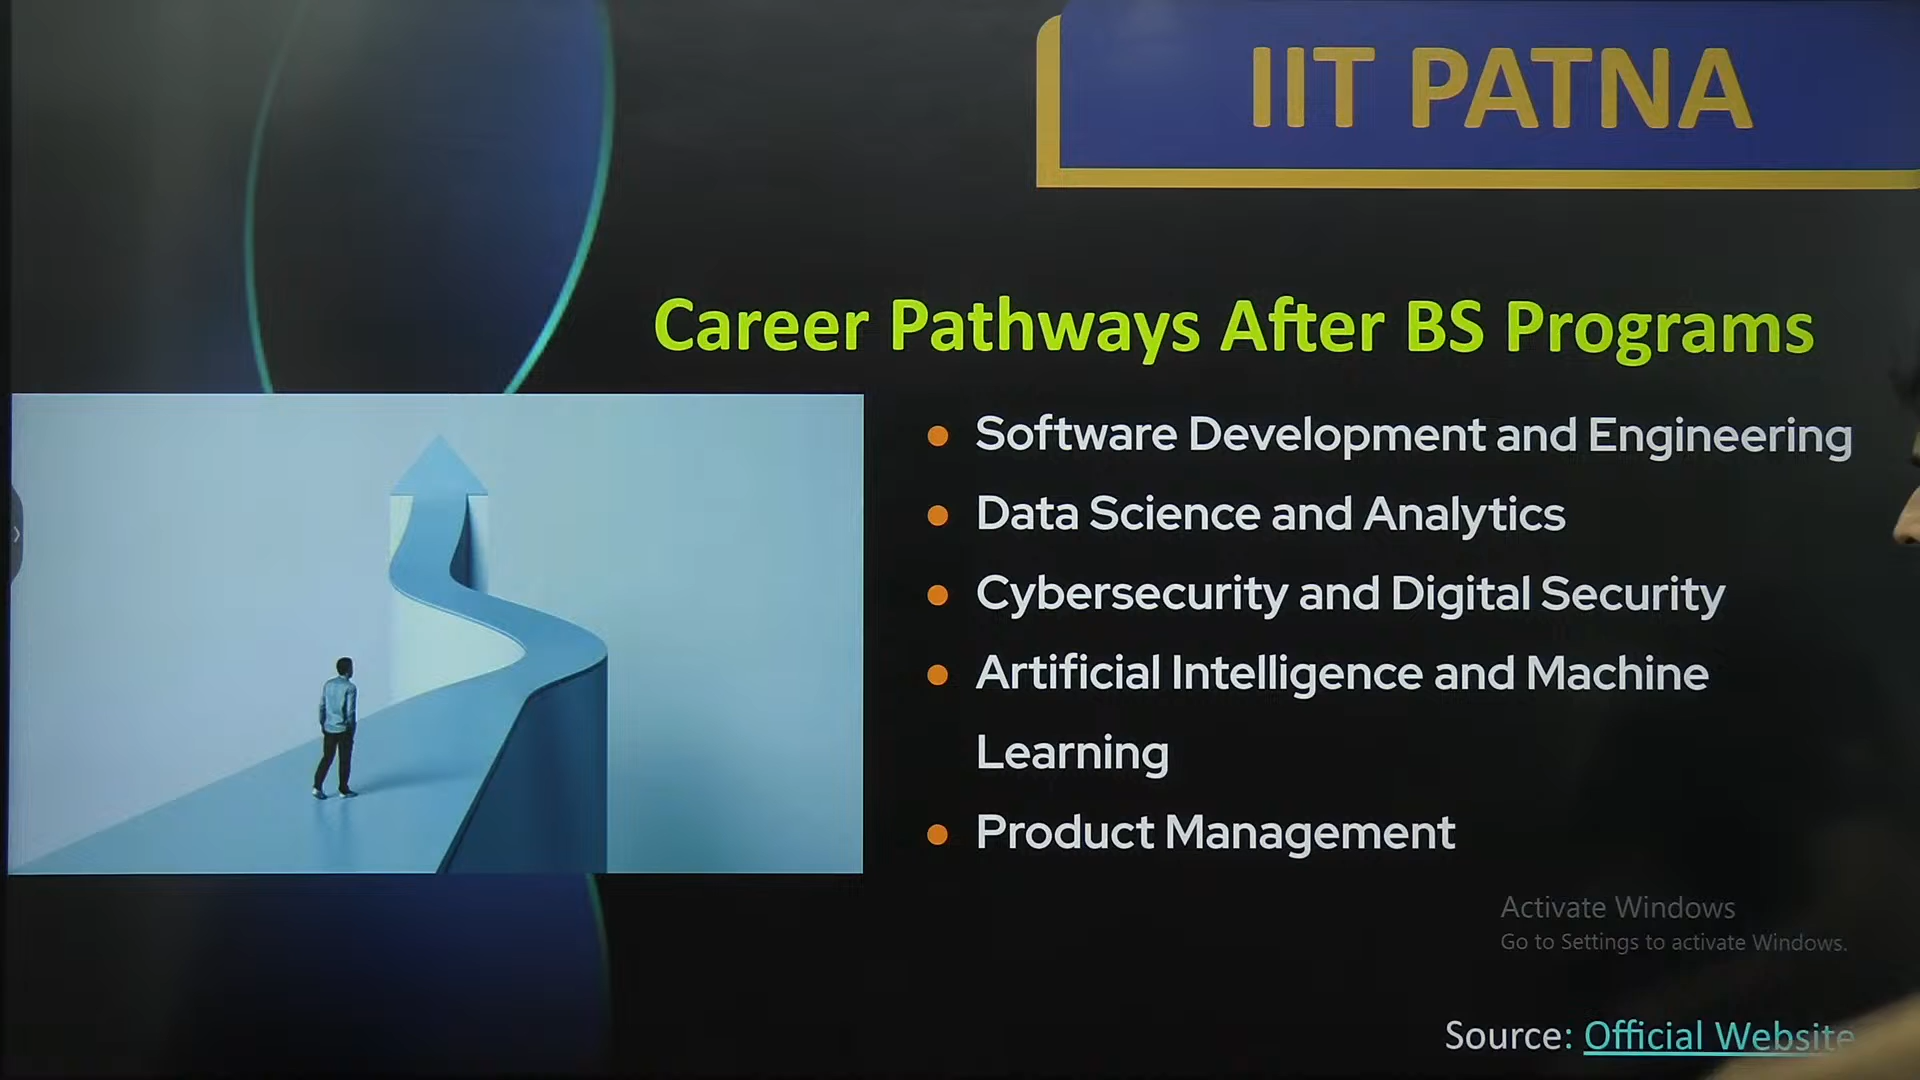 IIT PATNA
Career Pathways After BS Programs
Software Development and Engineering
Data Science and Analytics
Cybersecurity and Digital Security
Artificial Intelligence and Machine
Learning
Product Management
Activate Windows
Go to Settings to activate Windows.
Source: Official Website